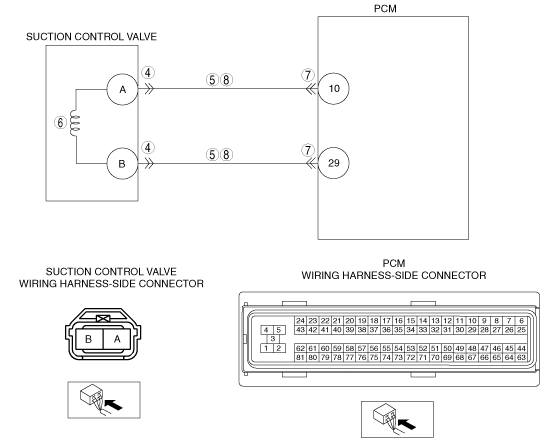 PCM
SUCTION CONTROL VALVE
A ④ ⑤ ⑧ ⑦ 10
⑥
B ④ ⑤ ⑧ ⑦ 29
SUCTION CONTROL VALVE
WIRING HARNESS-SIDE CONNECTOR
B A
PCM
WIRING HARNESS-SIDE CONNECTOR
24 23 22 21 20 19 18 17 16 15 14 13 12 11 10 9 8 7 6
4 5 43 42 41 40 39 38 37 36 35 34 33 32 31 30 29 28 27 26 25
3
1 2 62 61 60 59 58 57 56 55 54 53 52 51 50 49 48 47 46 45 44
81 80 79 78 77 76 75 74 73 72 71 70 69 68 67 66 65 64 63